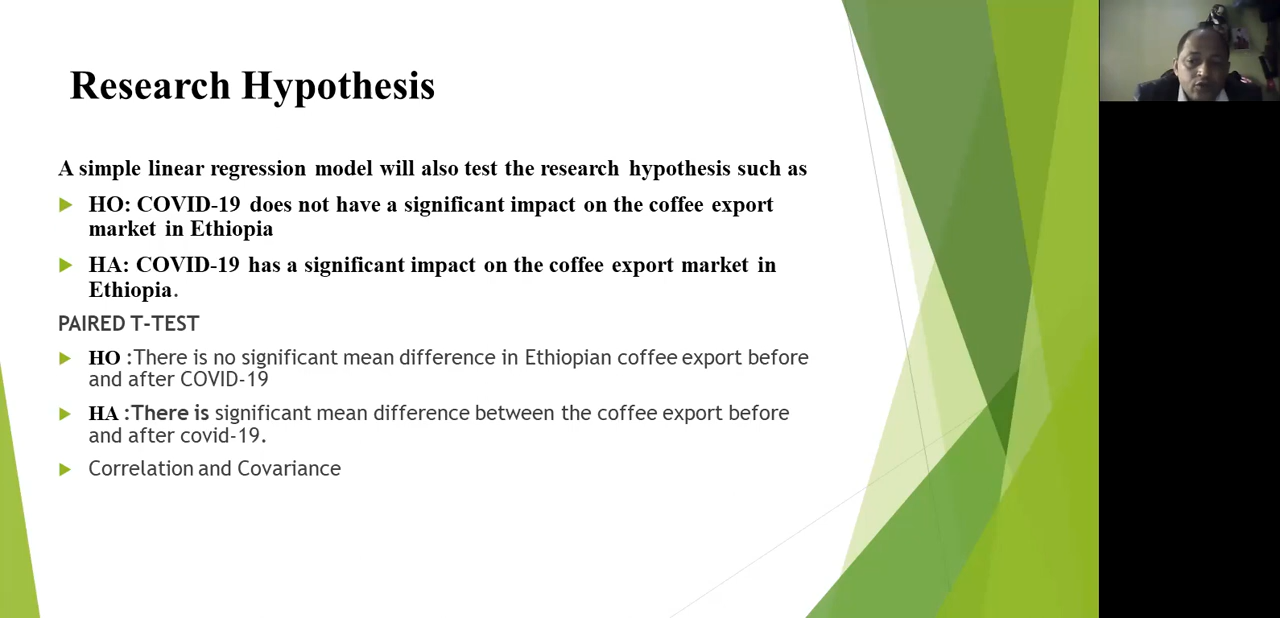 Research Hypothesis
A simple linear regression model will also test the research hypothesis such as
HO: COVID-19 does not have a significant impact on the coffee export
market in Ethiopia
HA: COVID-19 has a significant impact on the coffee export market in
Ethiopia.
PAIRED T-TEST
HO :There is no significant mean difference in Ethiopian coffee export before
and after COVID-19
HA :There is significant mean difference between the coffee export before
and after covid-19.
Correlation and Covariance